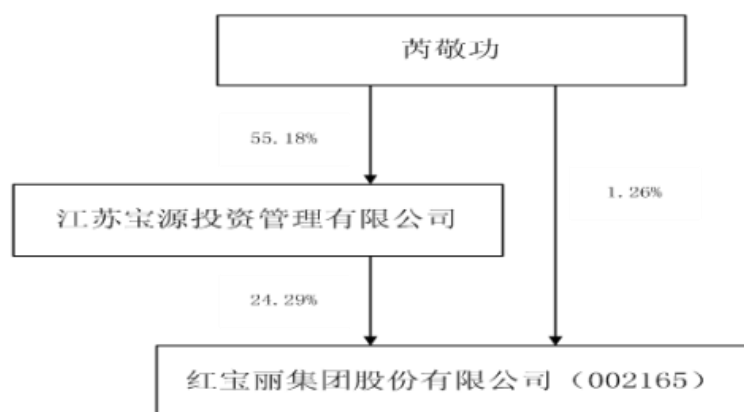 芮敬功
55.18%
江苏宝源投资管理有限公司
1.26%
24.29%
红宝丽集团股份有限公司（002165）